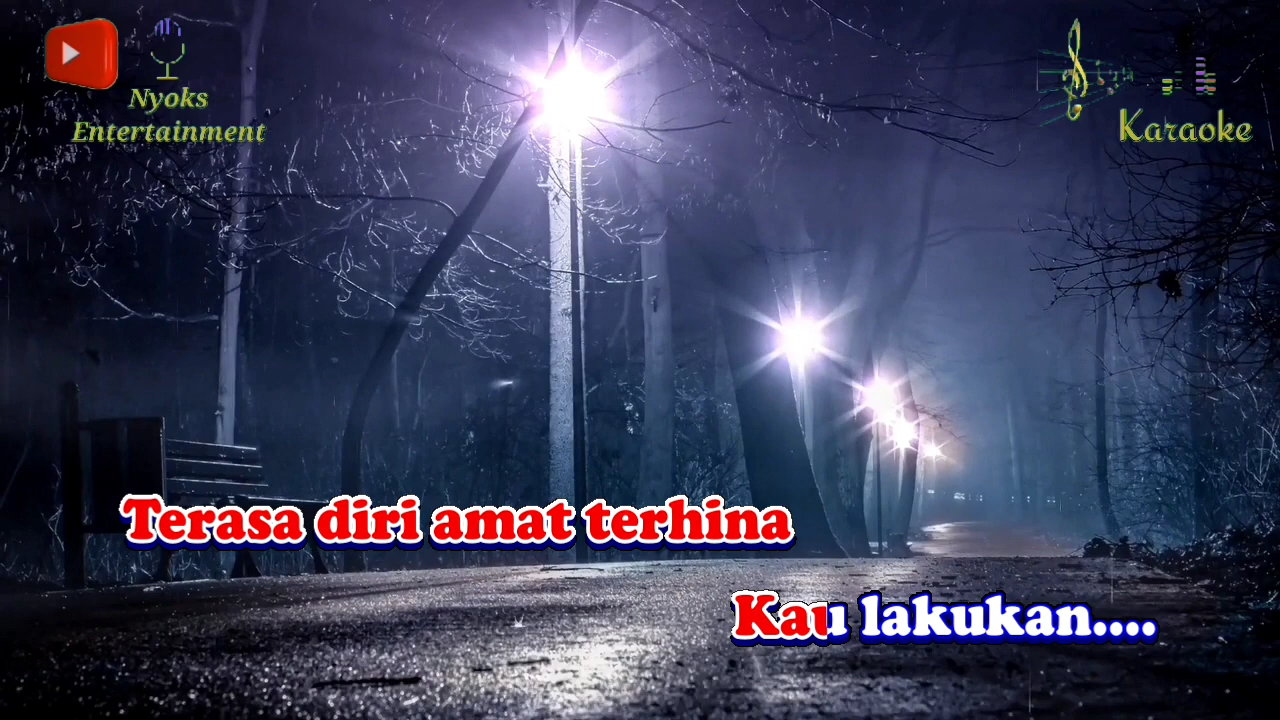 Nyoks
Entertainment
Karaoke
Terasa diri amat terhina
Kau lakukan....